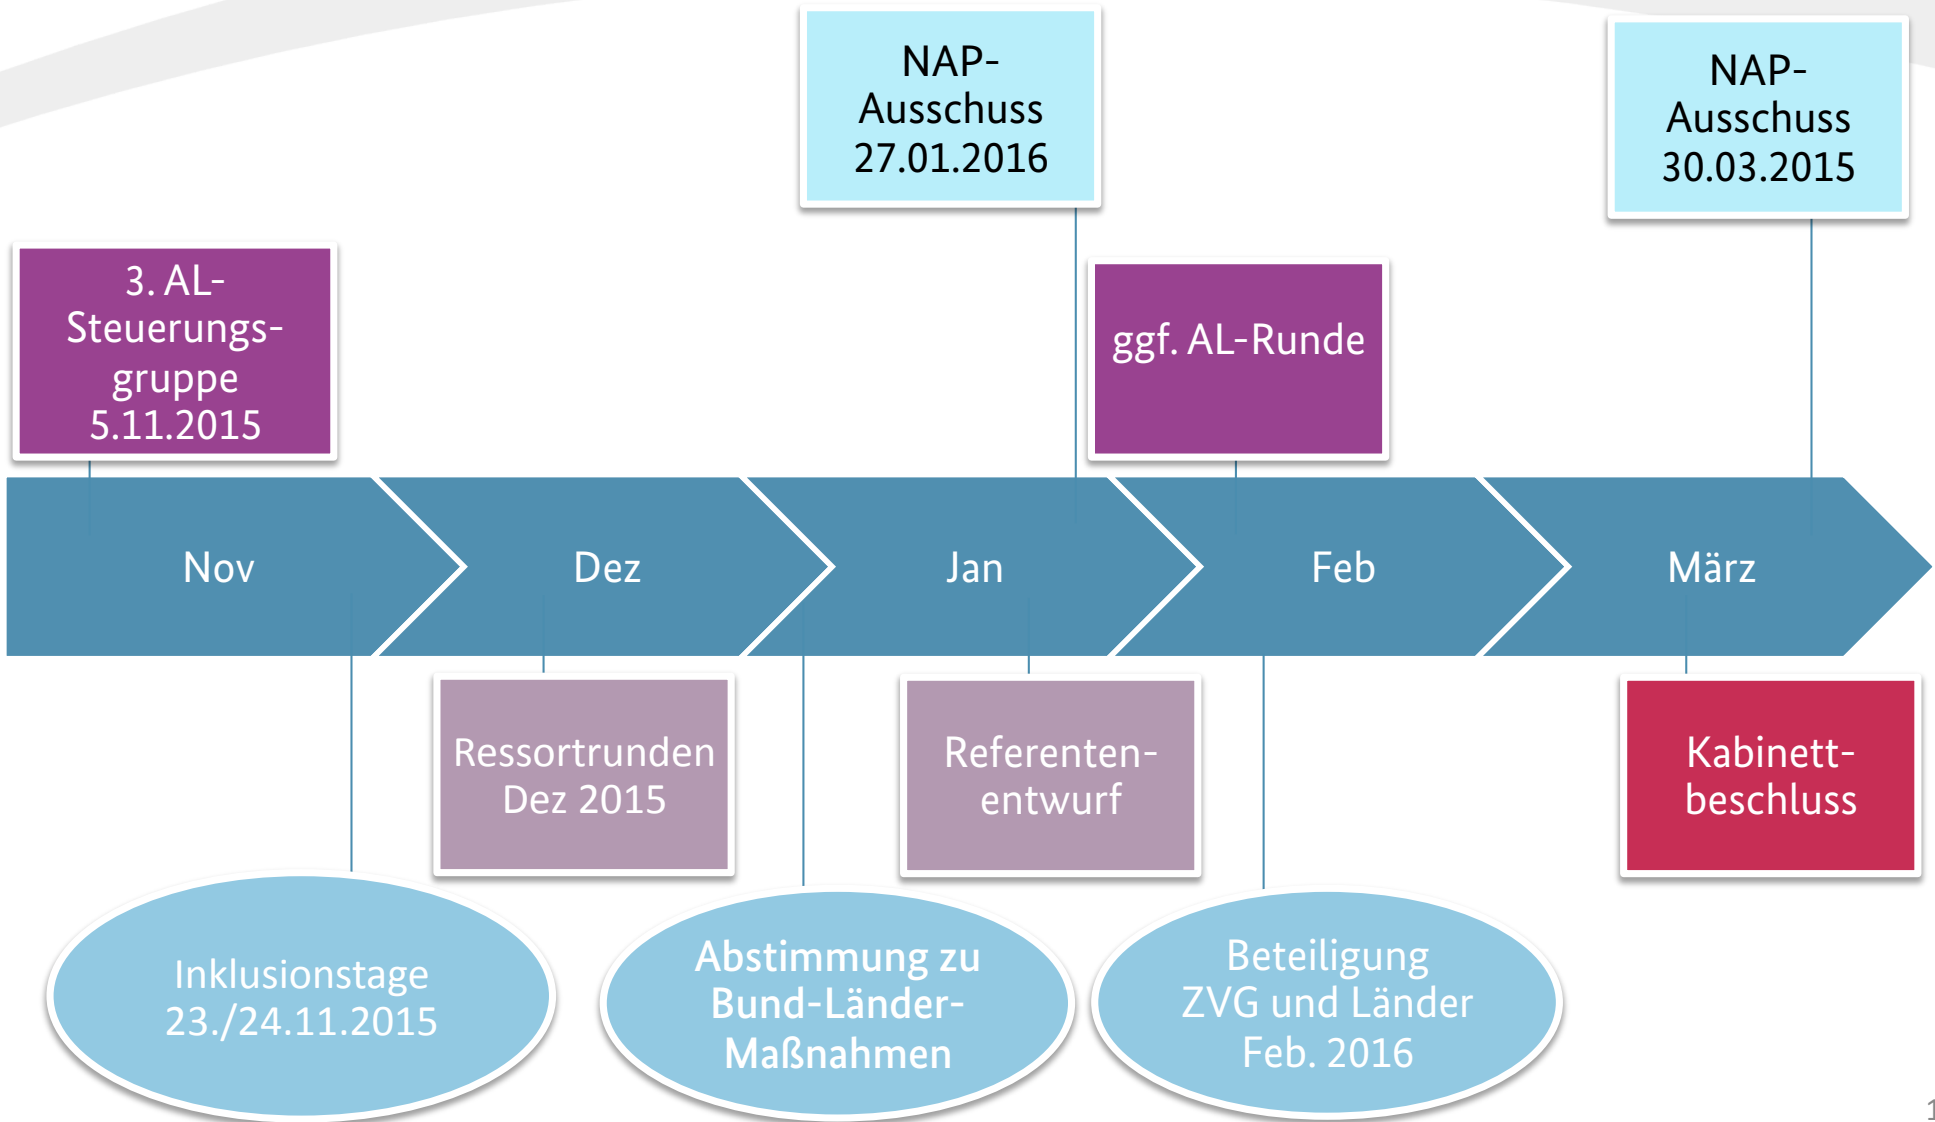 NAP-
Ausschuss
27.01.2016
NAP-
Ausschuss
30.03.2015
3. AL-
Steuerungs-
gruppe
5.11.2015
ggf. AL-Runde
Nov
Dez
Jan
Feb
März
Ressortrunden
Dez 2015
Referenten-
entwurf
Kabinett-
beschluss
Inklusionstage
23./24.11.2015
Abstimmung zu
Bund-Länder-
Maßnahmen
Beteiligung
ZVG und Länder
Feb. 2016